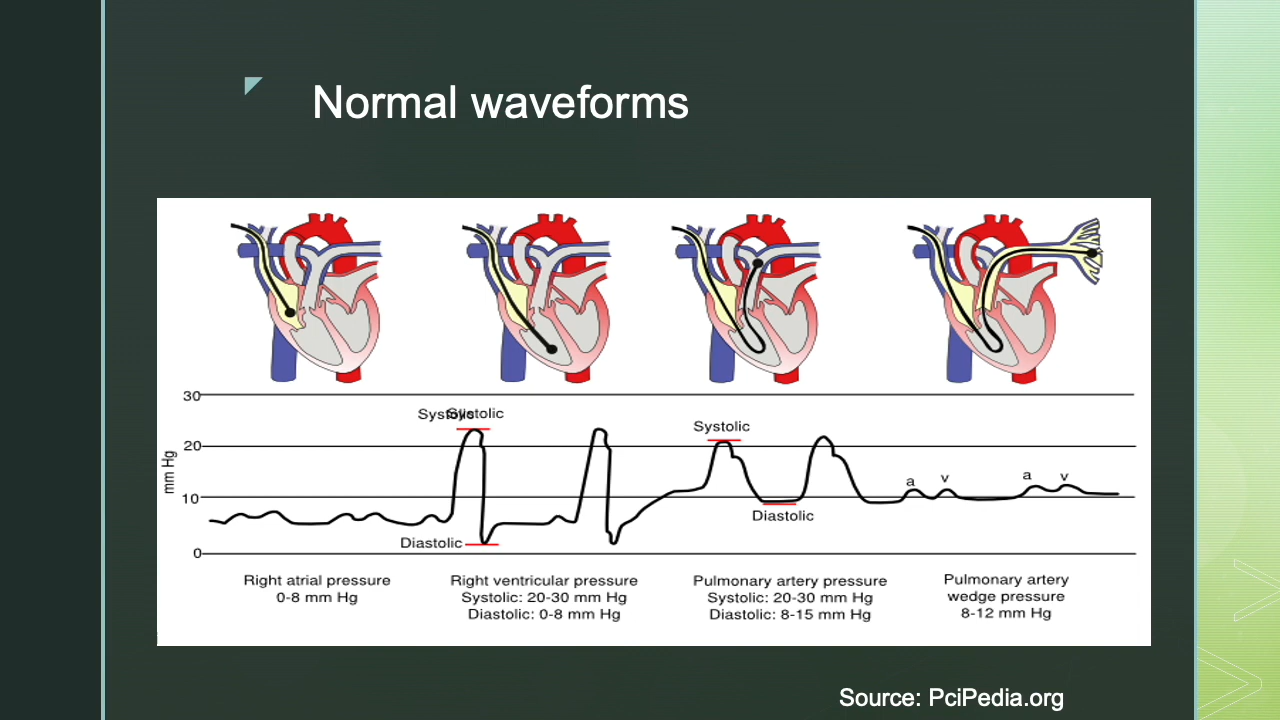 Normal waveforms
30
Systolic
Systolic
Systolic
20
mm Hg
a
v
a
v
10
Diastolic
Diastolic
0
Right atrial pressure
0-8 mm Hg
Right ventricular pressure
Systolic: 20-30 mm Hg
Diastolic: 0-8 mm Hg
Pulmonary artery pressure
Systolic: 20-30 mm Hg
Diastolic: 8-15 mm Hg
Pulmonary artery
wedge pressure
8-12 mm Hg
Source: PciPedia.org